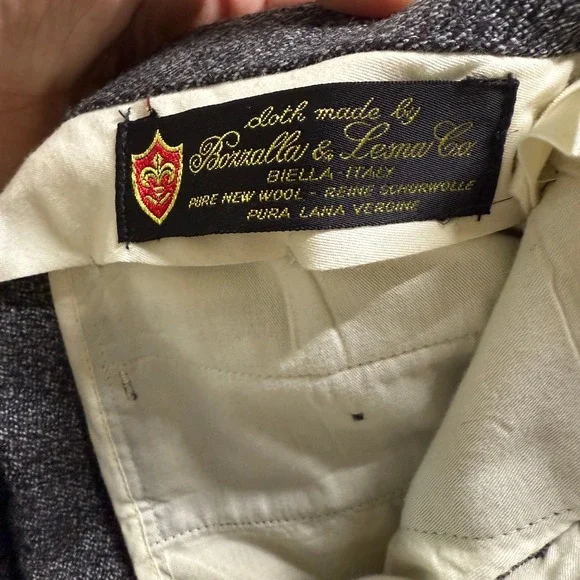 cloth made by
Bozzalla & Lesna Co.
BIELLA - ITALY
PURE NEW WOOL - REINE SCHURWOLLE
PURA LANA VERGINE